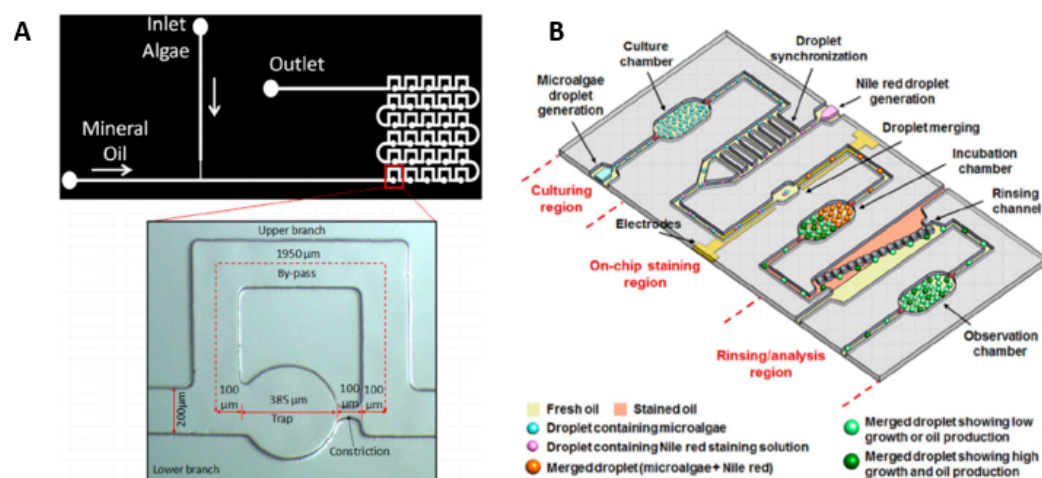 A
Inlet
Algae
Outlet
Mineral
Oil
Upper branch
1950 µm
By-pass
100
µm
385 µm
100
µm
100
µm
Trap
200µm
Constriction
Lower branch
B
Culture
chamber
Droplet
synchronization
Microalgae
droplet
generation
Nile red droplet
generation
Droplet merging
Incubation
chamber
Rinsing
channel
Culturing
region
Electrodes
On-chip staining
region
Rinsing/analysis
region
Observation
chamber
Fresh oil
Stained oil
Droplet containing microalgae
Droplet containing Nile red staining solution
Merged droplet (microalgae + Nile red)
Merged droplet showing low
growth or oil production
Merged droplet showing high
growth and oil production